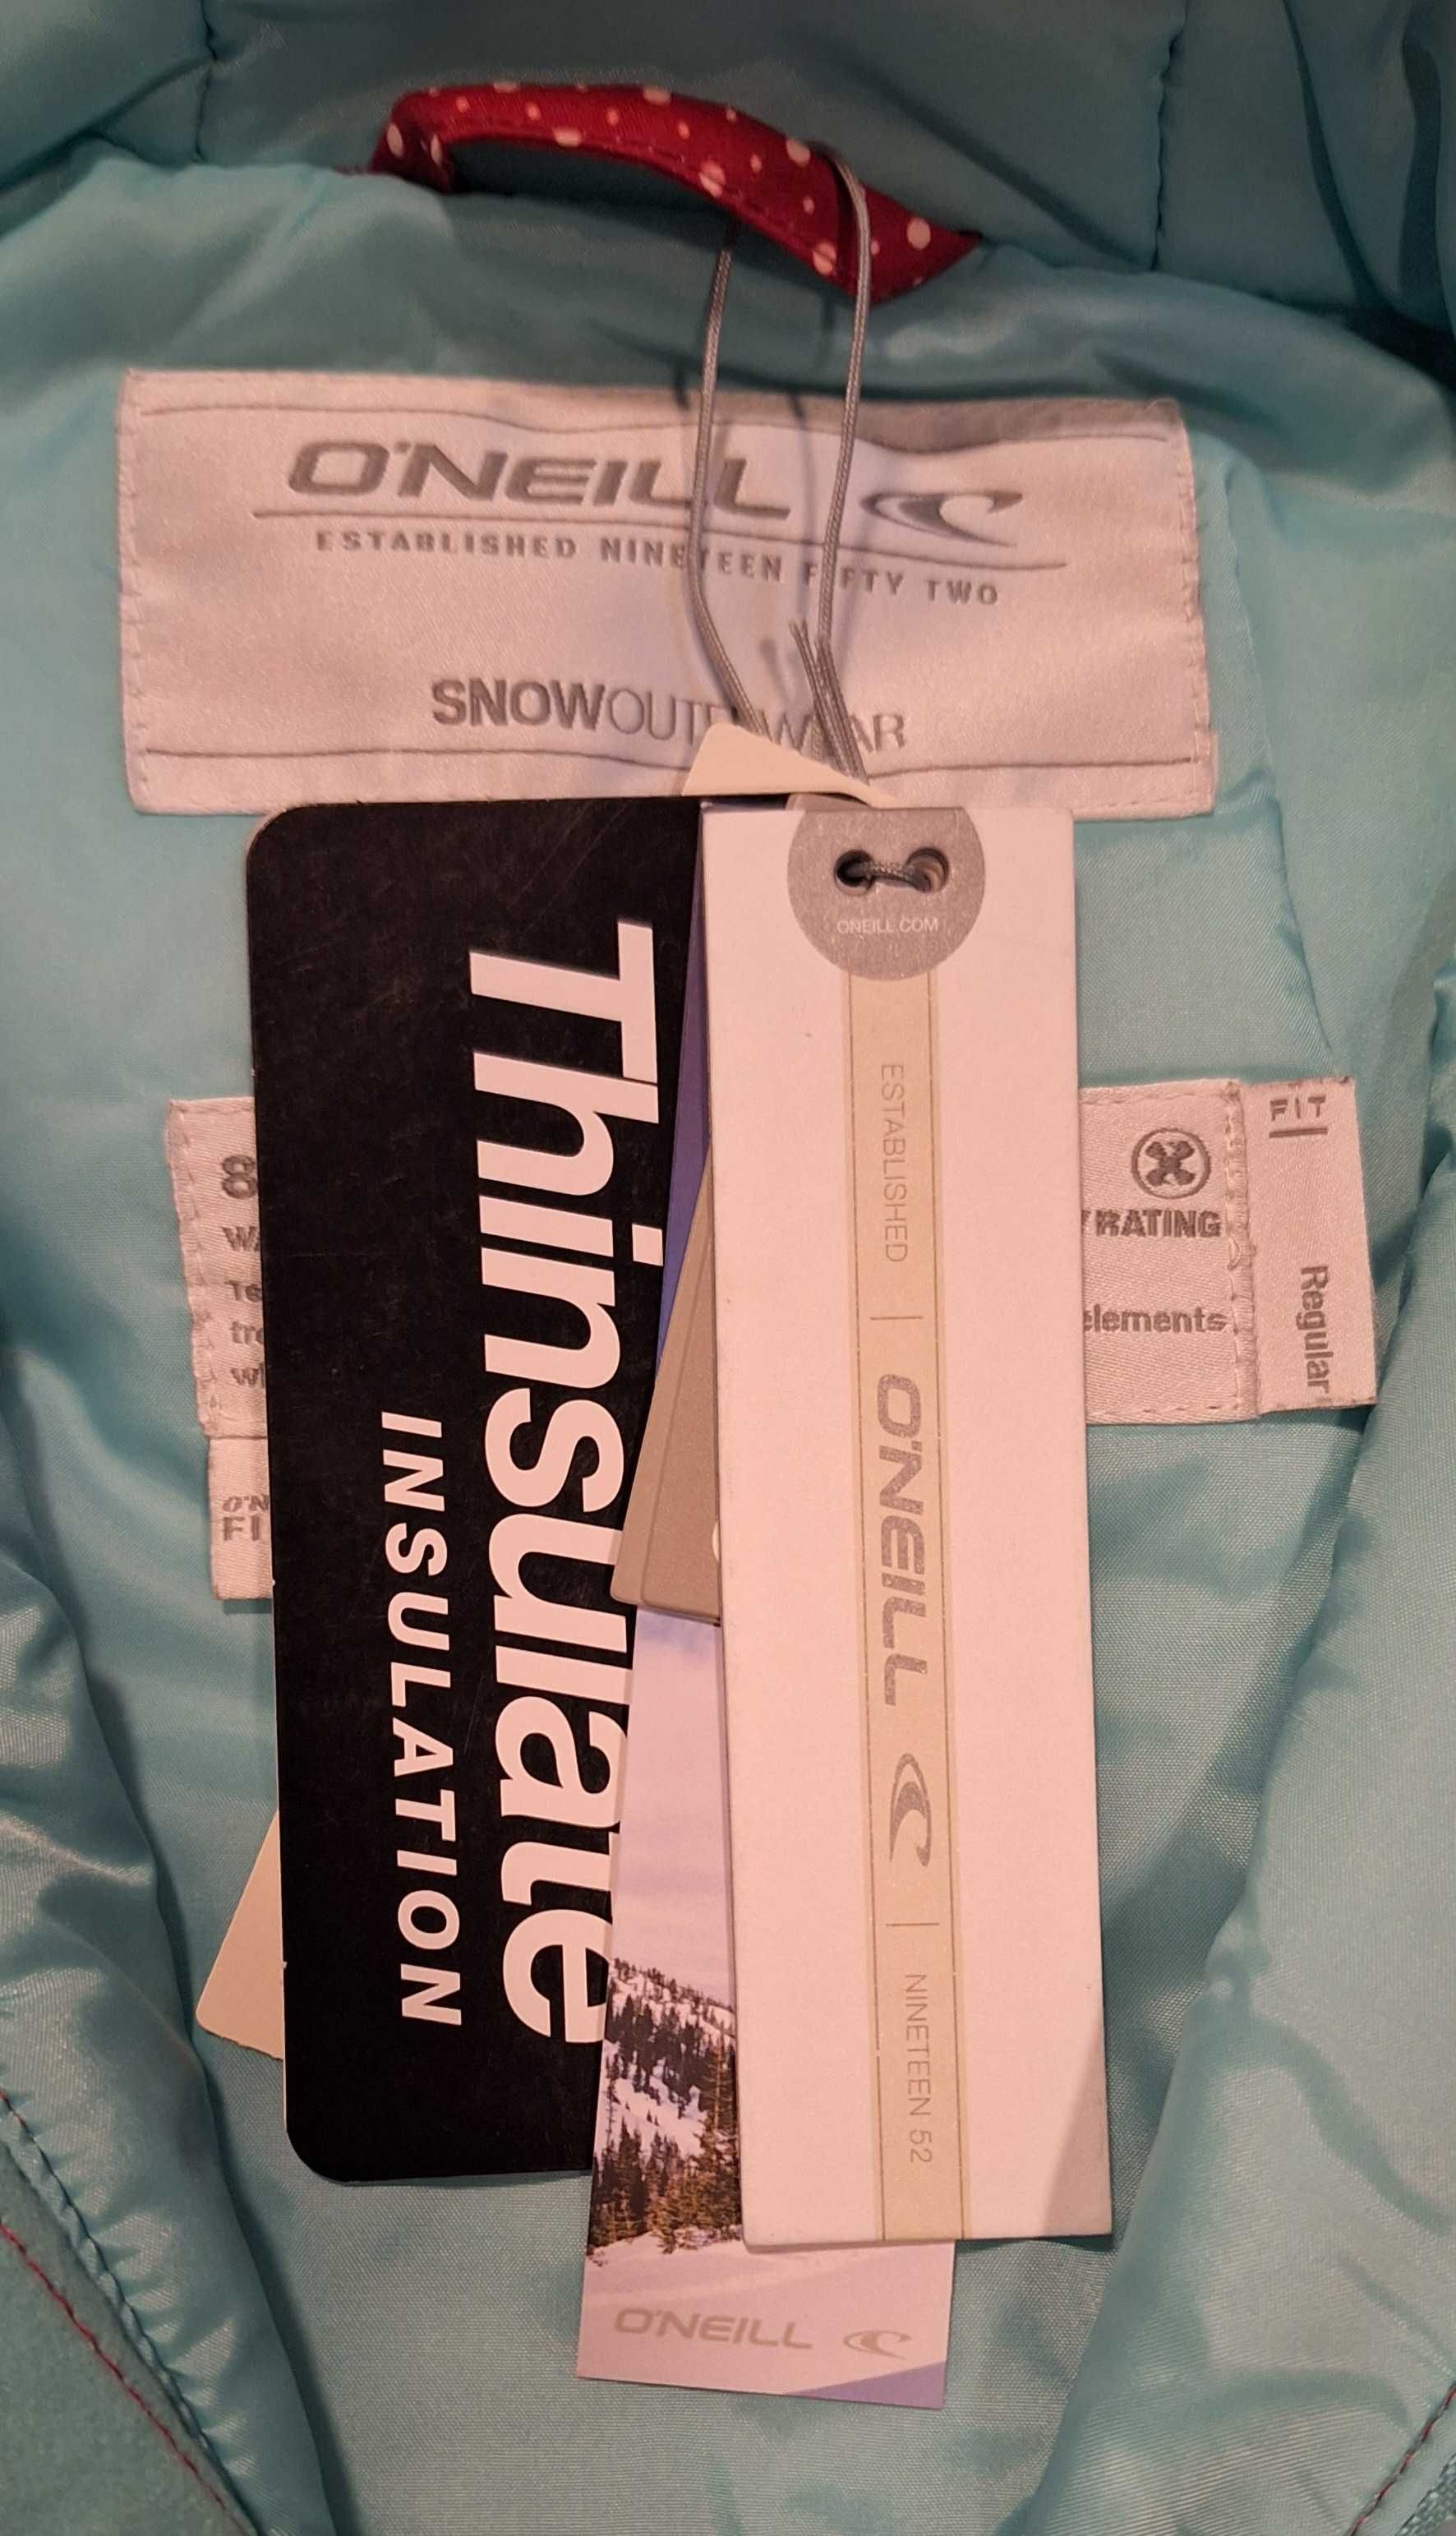 O'NEILL
ESTABLISHED NINETEEN FIFTY TWO
SNOWOUTERWEAR
ONEILL.COM
ESTABLISHED | O'NEILL | NINETEEN 52
Thinsulate
INSULATION
8
RATING
elements
FIT
Regular
O'NEILL